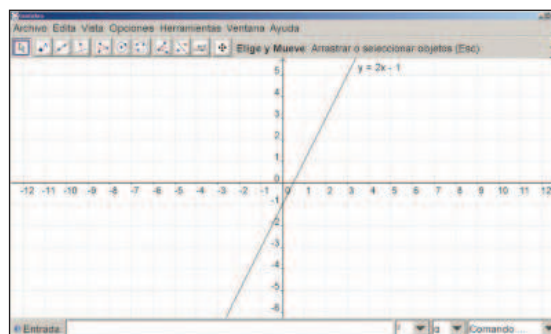 Archivo Edita Vista Opciones Herramientas Ventana Ayuda
Elige y Mueve: Arrastrar o seleccionar objetos (Esc)
y = 2x - 1
5
4
3
2
1
0
-12 -11 -10 -9 -8 -7 -6 -5 -4 -3 -2 -1 0 1 2 3 4 5 6 7 8 9 10 11 12
-1
-2
-3
-4
-5
-6
Entrada
α
Comando ...